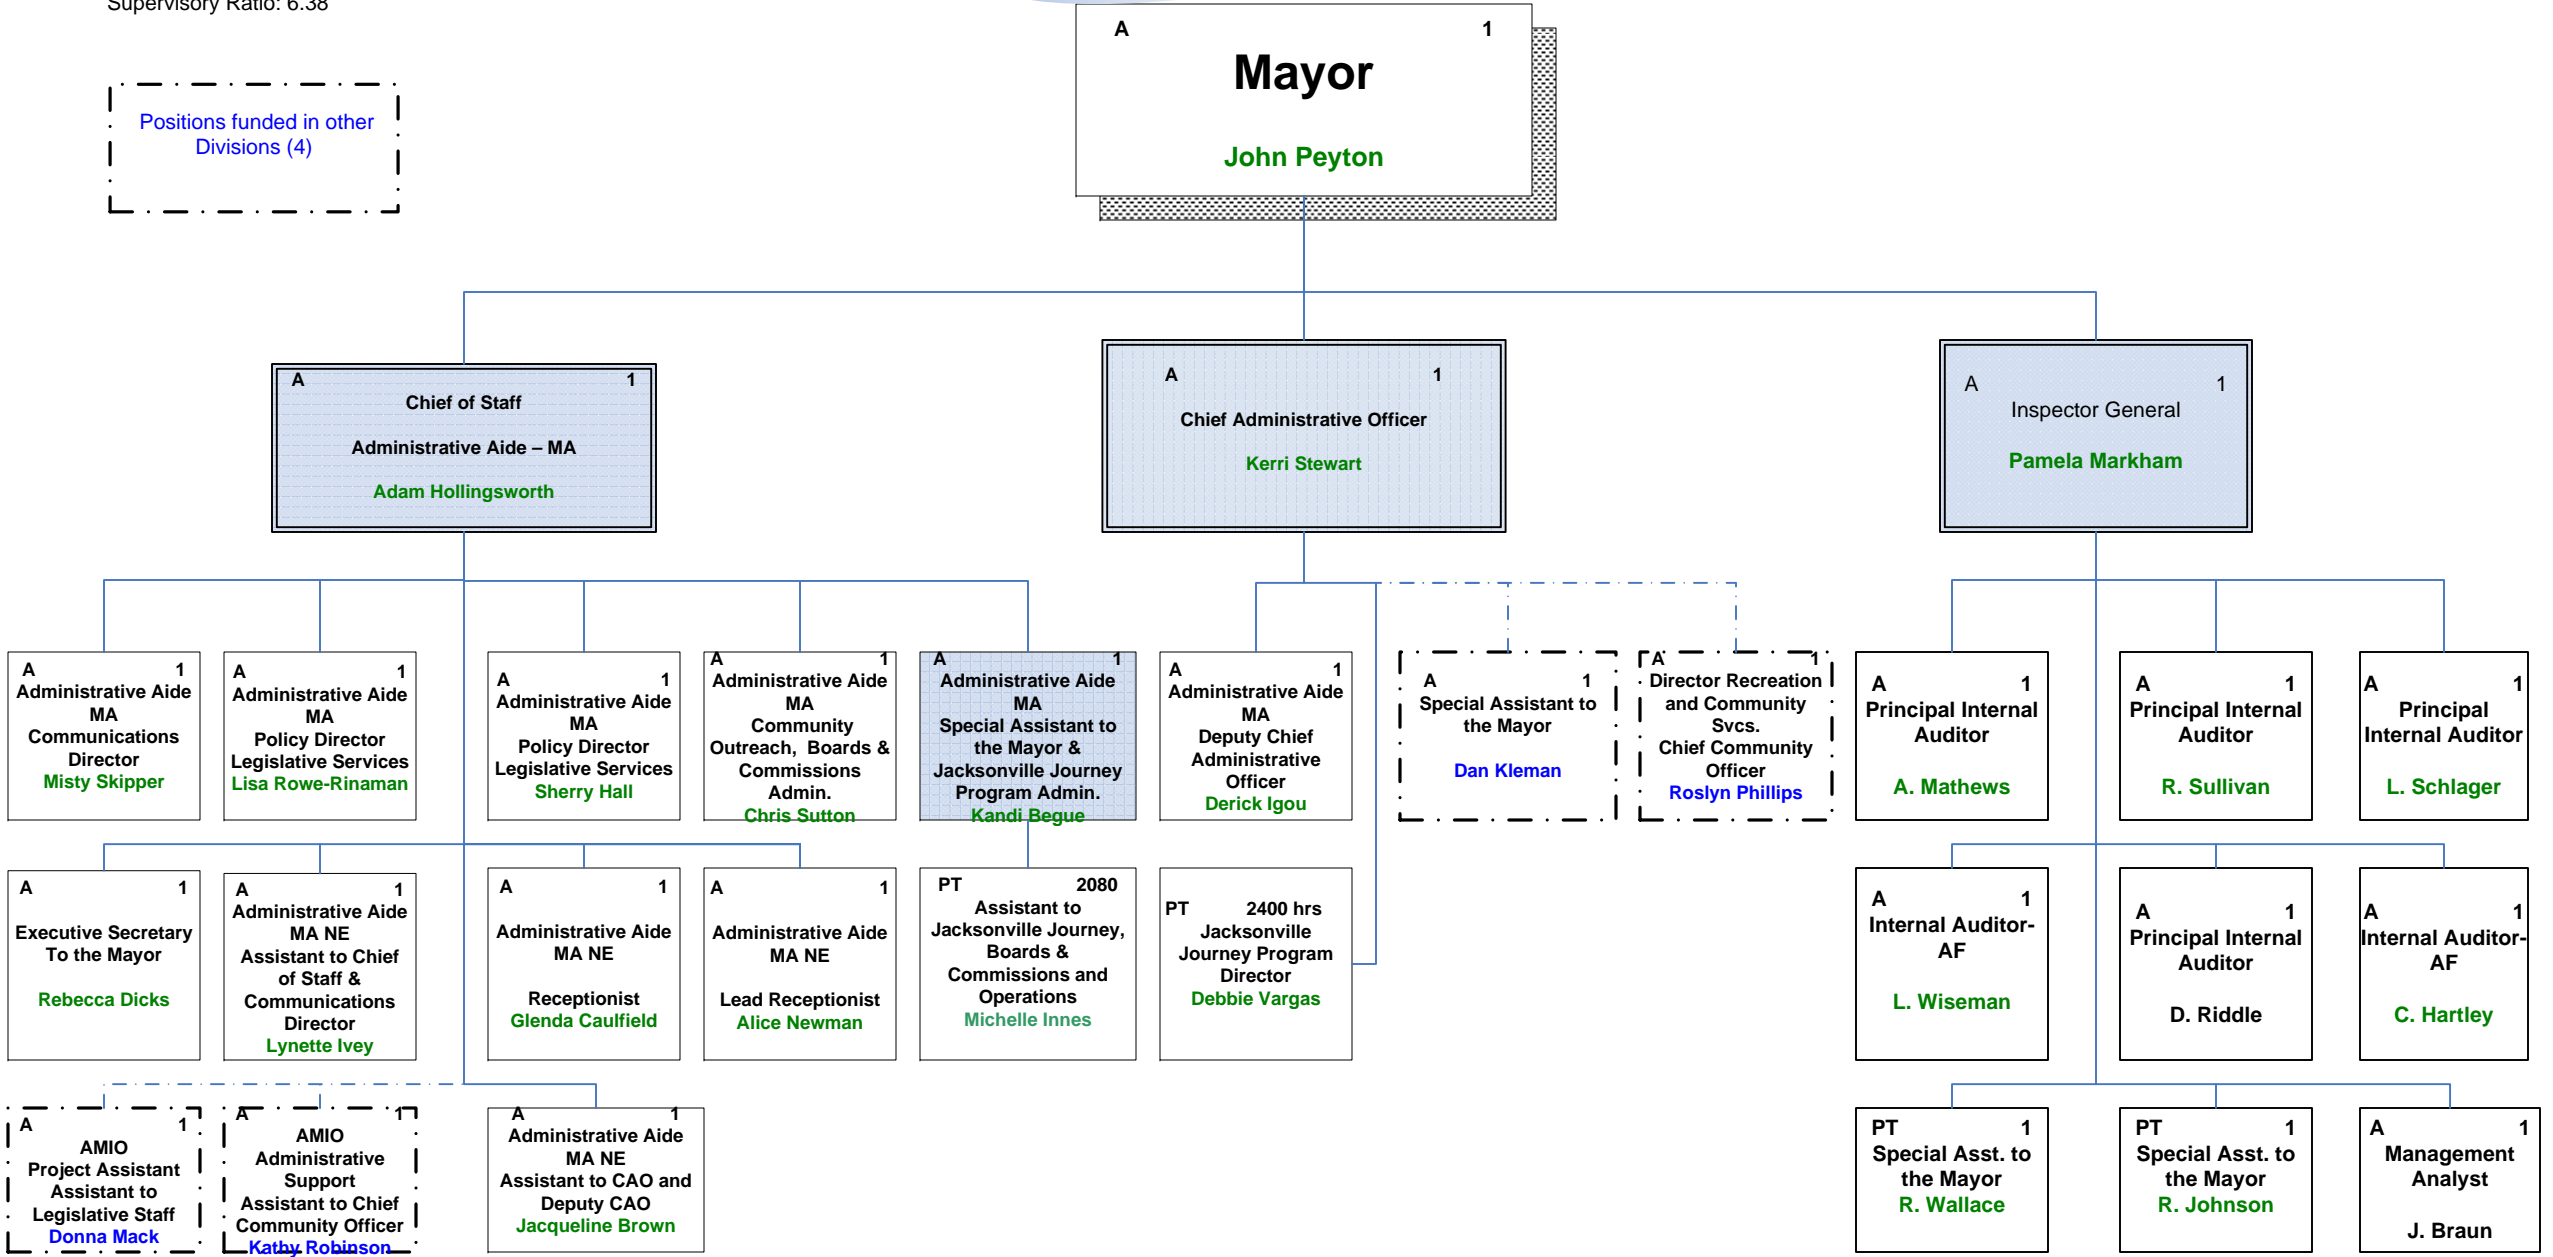 Supervisory Ratio: 6.38
Positions funded in other
Divisions (4)
A 1
Mayor
John Peyton
A 1
Chief of Staff
Administrative Aide – MA
Adam Hollingsworth
A 1
Chief Administrative Officer
Kerri Stewart
A 1
Inspector General
Pamela Markham
A 1
Administrative Aide
MA
Communications
Director
Misty Skipper
A 1
Administrative Aide
MA
Policy Director
Legislative Services
Lisa Rowe-Rinaman
A 1
Administrative Aide
MA
Policy Director
Legislative Services
Sherry Hall
A 1
Administrative Aide
MA
Community
Outreach, Boards &
Commissions
Admin.
Chris Sutton
A 1
Administrative Aide
MA
Special Assistant to
the Mayor &
Jacksonville Journey
Program Admin.
Kandi Begue
A 1
Administrative Aide
MA
Deputy Chief
Administrative
Officer
Derick Igou
A 1
Special Assistant to
the Mayor
Dan Kleman
A 1
Director Recreation
and Community
Svcs.
Chief Community
Officer
Roslyn Phillips
A 1
Principal Internal
Auditor
A. Mathews
A 1
Principal Internal
Auditor
R. Sullivan
A 1
Principal
Internal Auditor
L. Schlager
A 1
Executive Secretary
To the Mayor
Rebecca Dicks
A 1
Administrative Aide
MA NE
Assistant to Chief
of Staff &
Communications
Director
Lynette Ivey
A 1
Administrative Aide
MA NE
Receptionist
Glenda Caulfield
A 1
Administrative Aide
MA NE
Lead Receptionist
Alice Newman
PT 2080
Assistant to
Jacksonville Journey,
Boards &
Commissions and
Operations
Michelle Innes
PT 2400 hrs
Jacksonville
Journey Program
Director
Debbie Vargas
A 1
Internal Auditor-
AF
L. Wiseman
A 1
Principal Internal
Auditor
D. Riddle
A 1
Internal Auditor-
AF
C. Hartley
A 1
AMIO
Project Assistant
Assistant to
Legislative Staff
Donna Mack
A 1
AMIO
Administrative
Support
Assistant to Chief
Community Officer
Kathy Robinson
A 1
Administrative Aide
MA NE
Assistant to CAO and
Deputy CAO
Jacqueline Brown
PT 1
Special Asst. to
the Mayor
R. Wallace
PT 1
Special Asst. to
the Mayor
R. Johnson
A 1
Management
Analyst
J. Braun